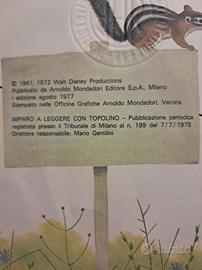 © 1941, 1972 Walt Disney Productions
Pubblicato da Arnoldo Mondadori Editore S.p.A., Milano
I edizione agosto 1977
Stampato nelle Officine Grafiche Arnoldo Mondadori, Verona
IMPARO A LEGGERE CON TOPOLINO - Pubblicazione periodica
registrata presso il Tribunale di Milano al n. 199 del 7/7/1975
Direttore responsabile: Mario Gentilini
subito.it